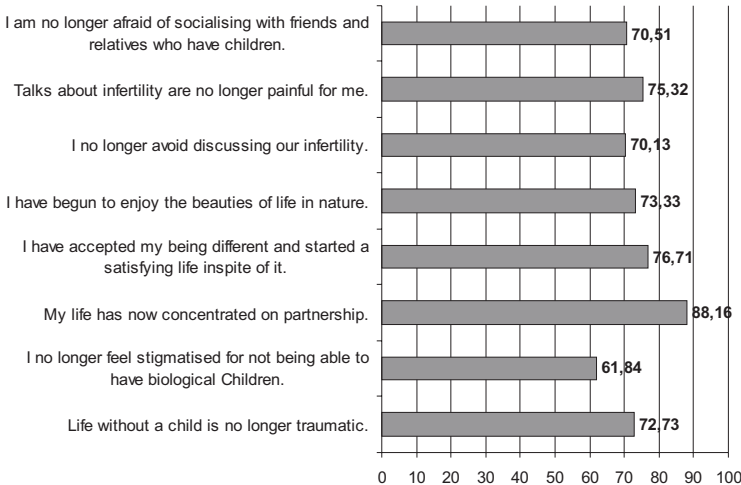 I am no longer afraid of socialising with friends and
relatives who have children.
70,51
Talks about infertility are no longer painful for me.
75,32
I no longer avoid discussing our infertility.
70,13
I have begun to enjoy the beauties of life in nature.
73,33
I have accepted my being different and started a
satisfying life inspite of it.
76,71
My life has now concentrated on partnership.
88,16
I no longer feel stigmatised for not being able to
have biological Children.
61,84
Life without a child is no longer traumatic.
72,73
0 10 20 30 40 50 60 70 80 90 100